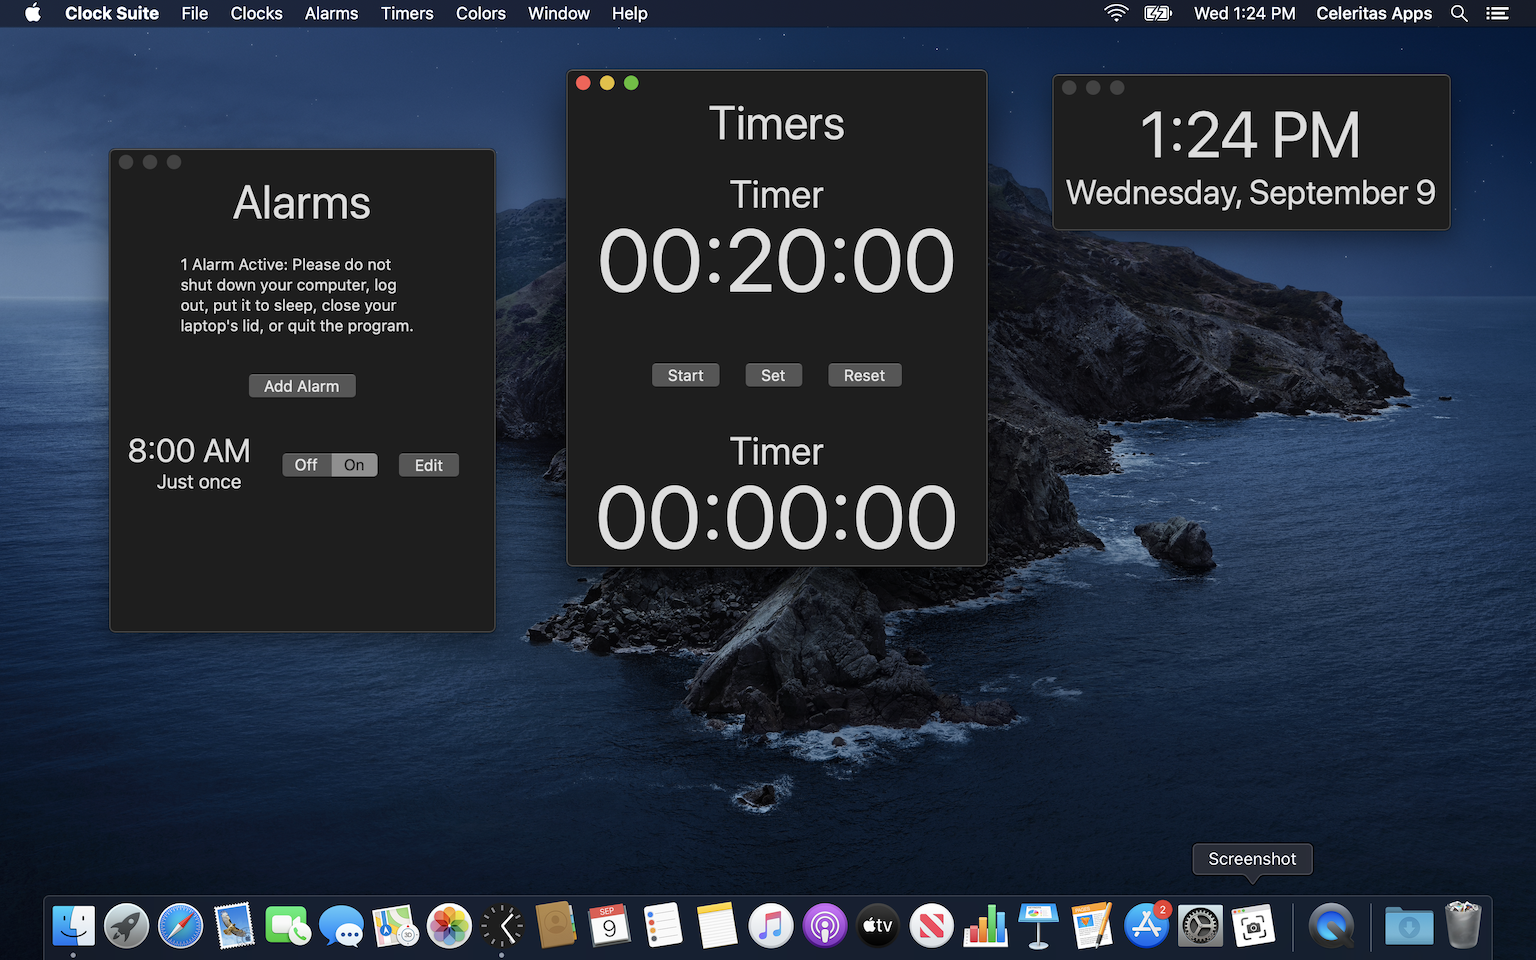 Clock Suite File Clocks Alarms Timers Colors Window Help
Wed 1:24 PM Celeritas Apps
Alarms
1 Alarm Active: Please do not
shut down your computer, log
out, put it to sleep, close your
laptop's lid, or quit the program.
Add Alarm
8:00 AM
Just once
Off On Edit
Timers
Timer
00:20:00
Start Set Reset
Timer
00:00:00
1:24 PM
Wednesday, September 9
Screenshot
3D
SEP
9
tv
2